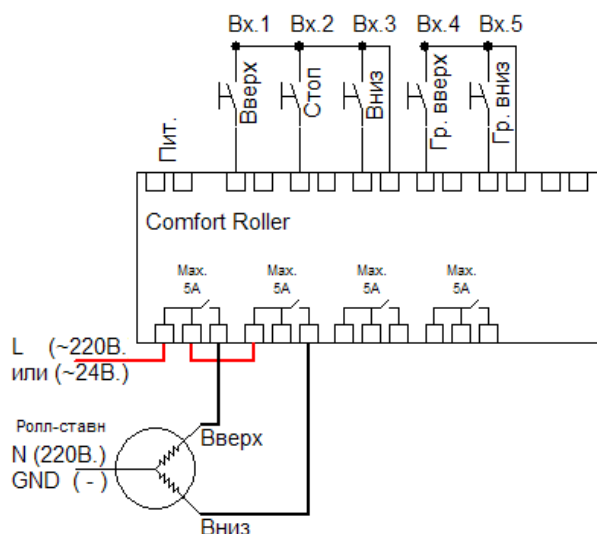 Вх.1 Вх.2 Вх.3 Вх.4 Вх.5
Пит.
Вверх
Стоп
Вниз
Гр. вверх
Гр. вниз
Comfort Roller
Max. Max. Max. Max.
5A 5A 5A 5A
L (~220В.
или (~24В.)
Ролл-ставн
N (220В.)
GND ( - )
Вверх
Вниз